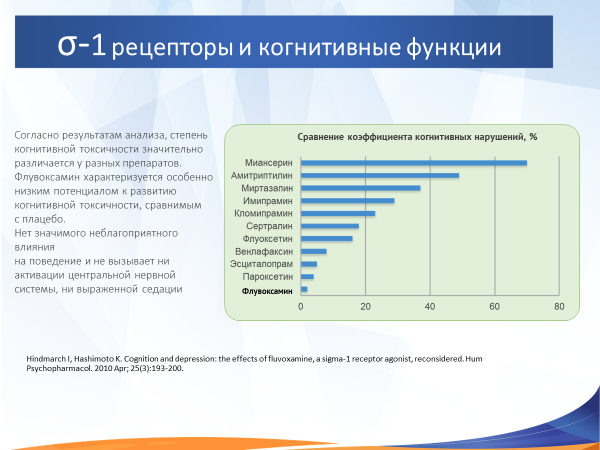 σ-1 рецепторы и когнитивные функции
Согласно результатам анализа, степень
когнитивной токсичности значительно
различается у разных препаратов.
Флувоксамин характеризуется особенно
низким потенциалом к развитию
когнитивной токсичности, сравнимым
с плацебо.
Нет значимого неблагоприятного
влияния
на поведение и не вызывает ни
активации центральной нервной
системы, ни выраженной седации
Сравнение коэффициента когнитивных нарушений, %
Миансерин
Амитриптилин
Миртазапин
Имипрамин
Кломипрамин
Сертралин
Флуоксетин
Венлафаксин
Эсциталопрам
Пароксетин
Флувоксамин
0 20 40 60 80
Hindmarch I, Hashimoto K. Cognition and depression: the effects of fluvoxamine, a sigma-1 receptor agonist, reconsidered. Hum
Psychopharmacol. 2010 Apr; 25(3):193-200.